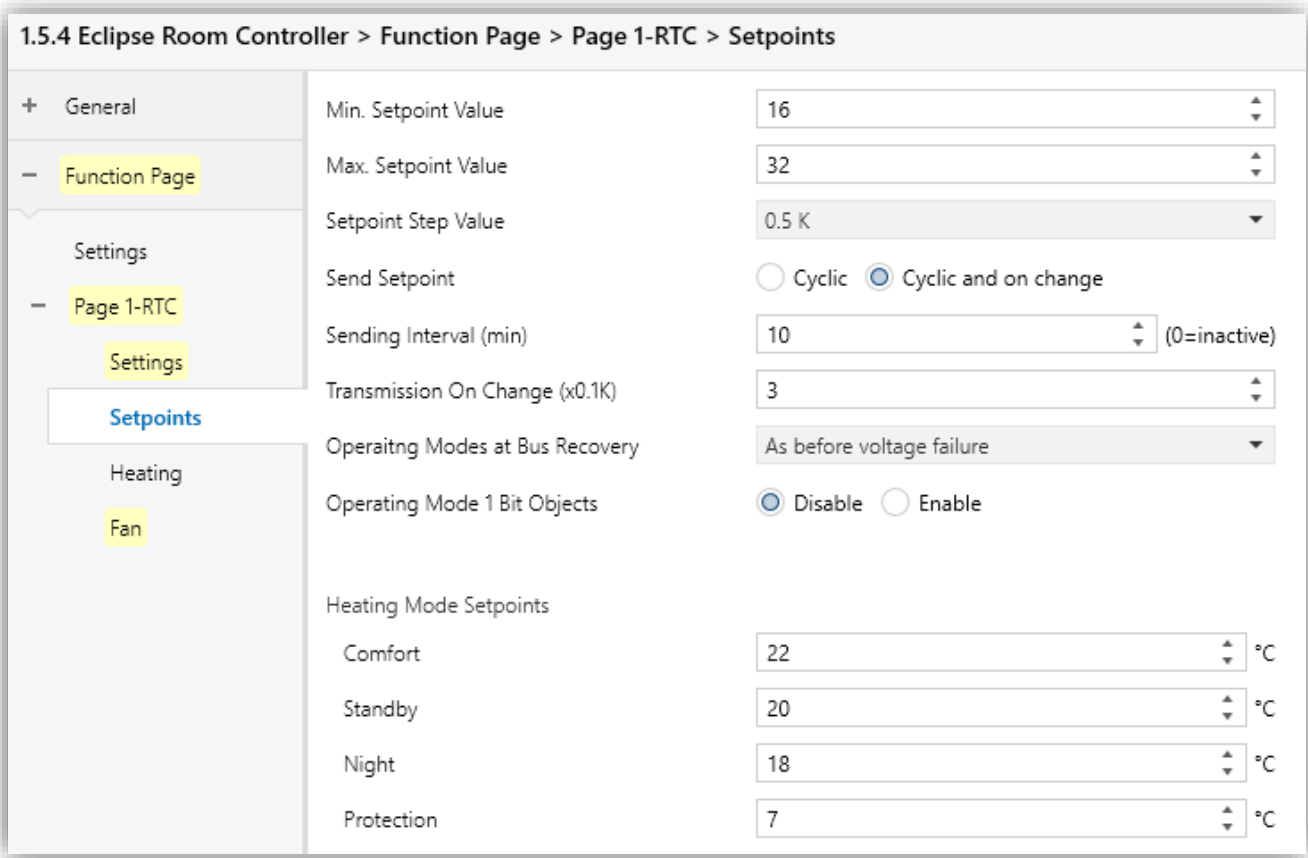 1.5.4 Eclipse Room Controller > Function Page > Page 1-RTC > Setpoints
+ General
− Function Page
Settings
− Page 1-RTC
Settings
Setpoints
Heating
Fan
Min. Setpoint Value 16
Max. Setpoint Value 32
Setpoint Step Value 0.5 K
Send Setpoint Cyclic Cyclic and on change
Sending Interval (min) 10 (0=inactive)
Transmission On Change (x0.1K) 3
Operaitng Modes at Bus Recovery As before voltage failure
Operating Mode 1 Bit Objects Disable Enable
Heating Mode Setpoints
Comfort 22 °C
Standby 20 °C
Night 18 °C
Protection 7 °C